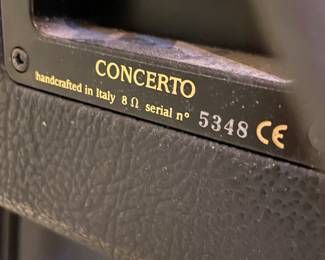 CONCERTO
handcrafted in Italy 8 Ω serial n° 5348 CE